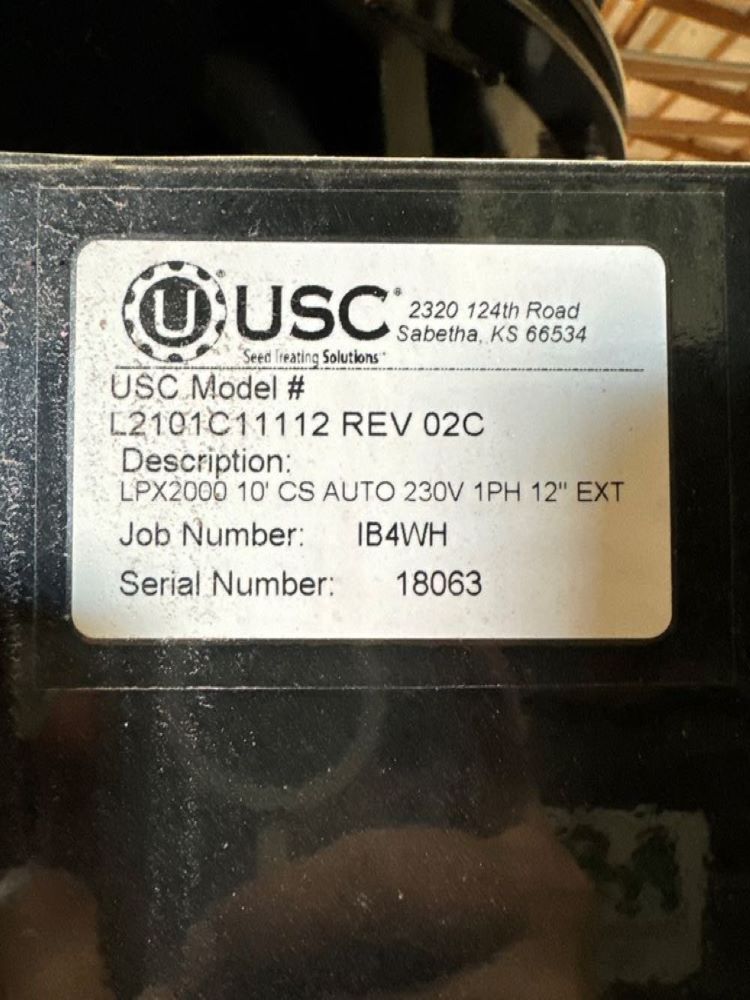 U USC®
2320 124th Road
Sabetha, KS 66534
Seed Treating Solutions
USC Model #
L2101C11112 REV 02C
Description:
LPX2000 10' CS AUTO 230V 1PH 12" EXT
Job Number: IB4WH
Serial Number: 18063